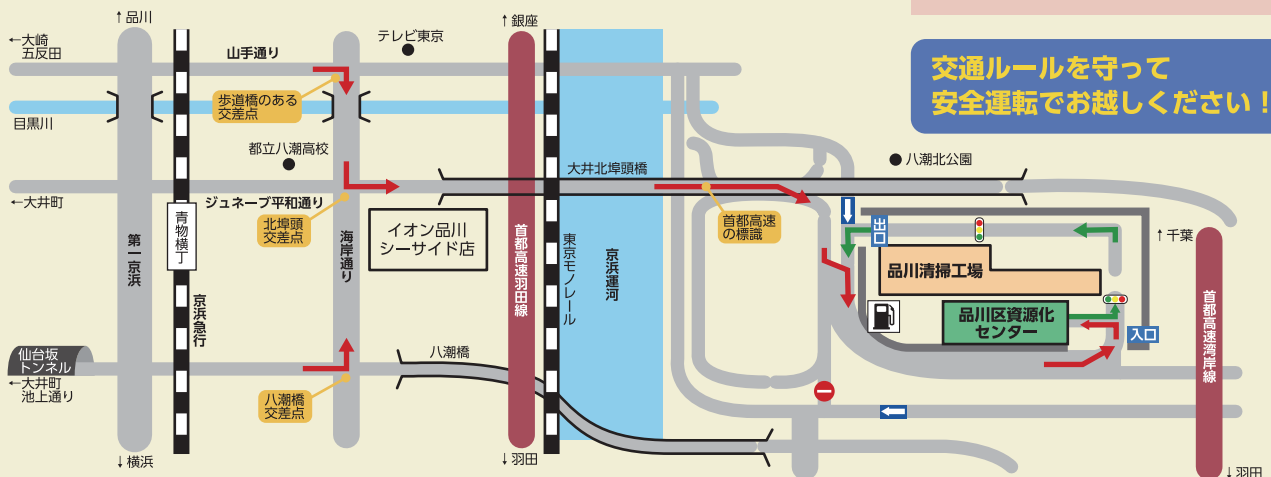 ↑品川
←大崎
五反田
山手通り
テレビ東京
↑銀座
交通ルールを守って
安全運転でお越しください！
歩道橋のある
交差点
目黒川
都立八潮高校
大井北埠頭橋
八潮北公園
←大井町
ジュネーブ平和通り
北埠頭
交差点
イオン品川
シーサイド店
首都高速
の標識
出口
↑千葉
青物横丁
第一京浜
海岸通り
首都高速羽田線
東京モノレール
京浜運河
品川清掃工場
品川区資源化
センター
入口
京浜急行
首都高速湾岸線
仙台坂
トンネル
←大井町
池上通り
八潮橋
八潮橋
交差点
↓横浜
↓羽田
↓羽田